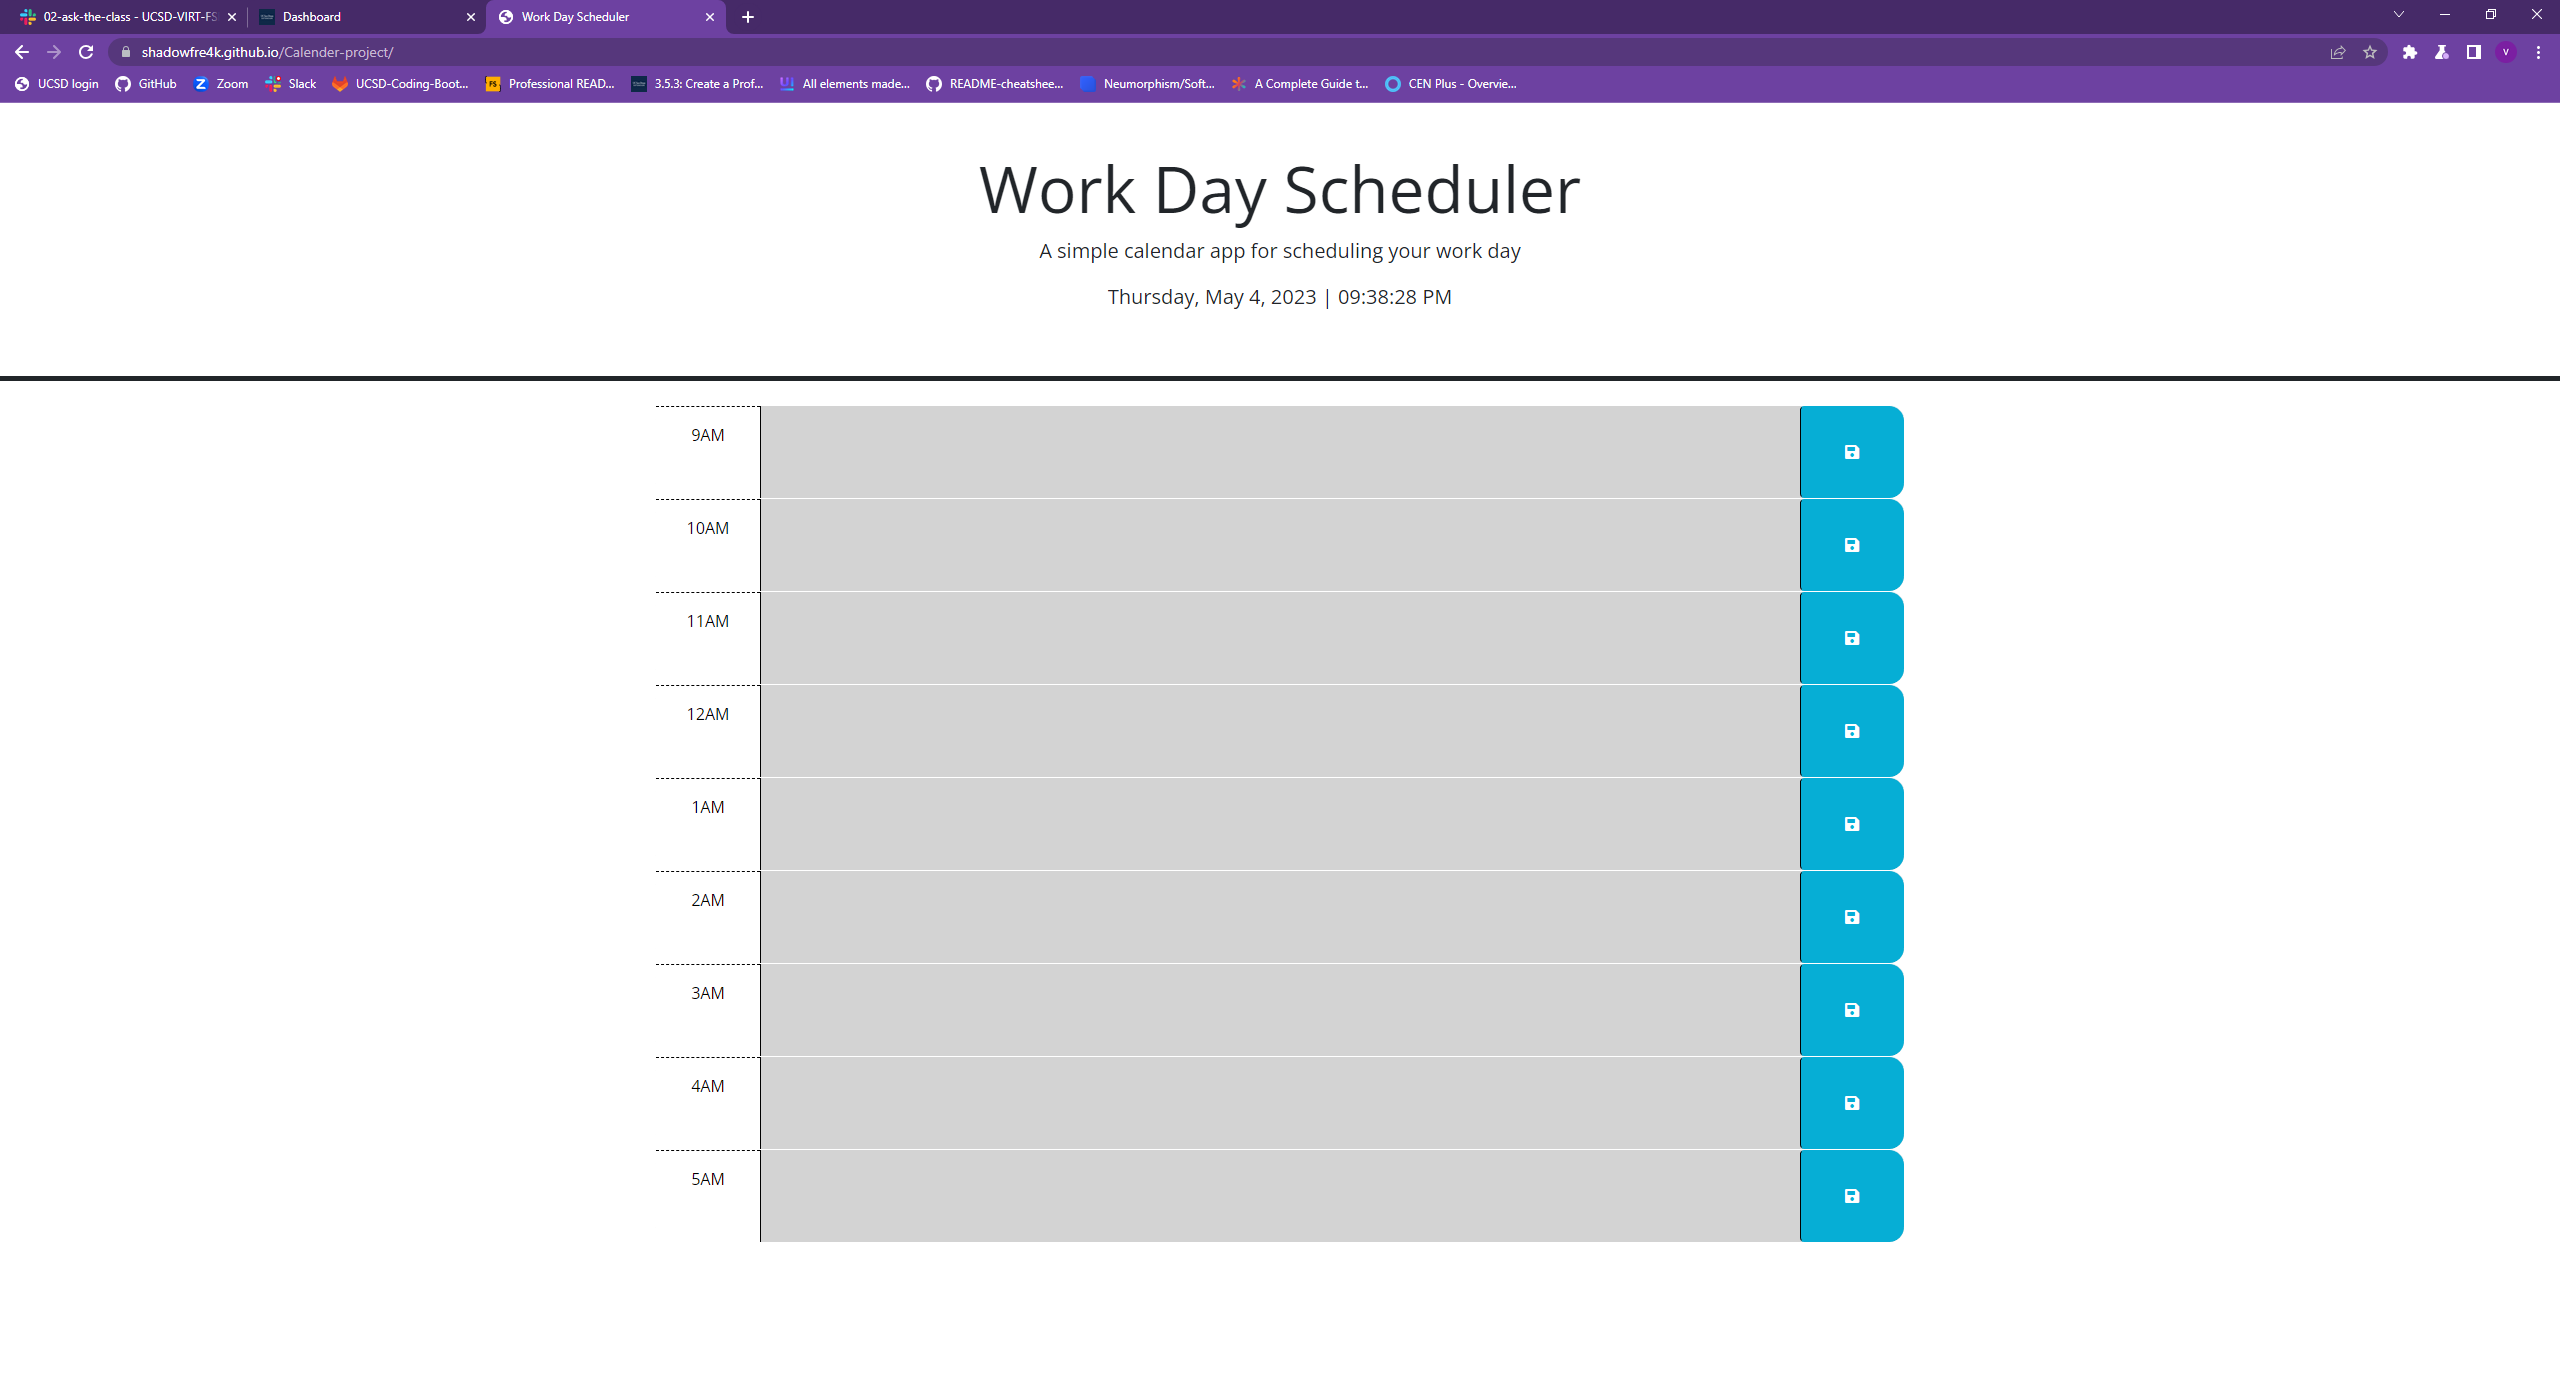 02-ask-the-class - UCSD-VIRT-FS
Dashboard
Work Day Scheduler
shadowfre4k.github.io/Calender-project/
V
UCSD login
GitHub
Zoom
Slack
UCSD-Coding-Boot...
FS
Professional READ...
3.5.3: Create a Prof...
All elements made...
README-cheatshee...
Neumorphism/Soft...
A Complete Guide t...
CEN Plus - Overvie...
Work Day Scheduler
A simple calendar app for scheduling your work day
Thursday, May 4, 2023 | 09:38:28 PM
9AM
10AM
11AM
12AM
1AM
2AM
3AM
4AM
5AM